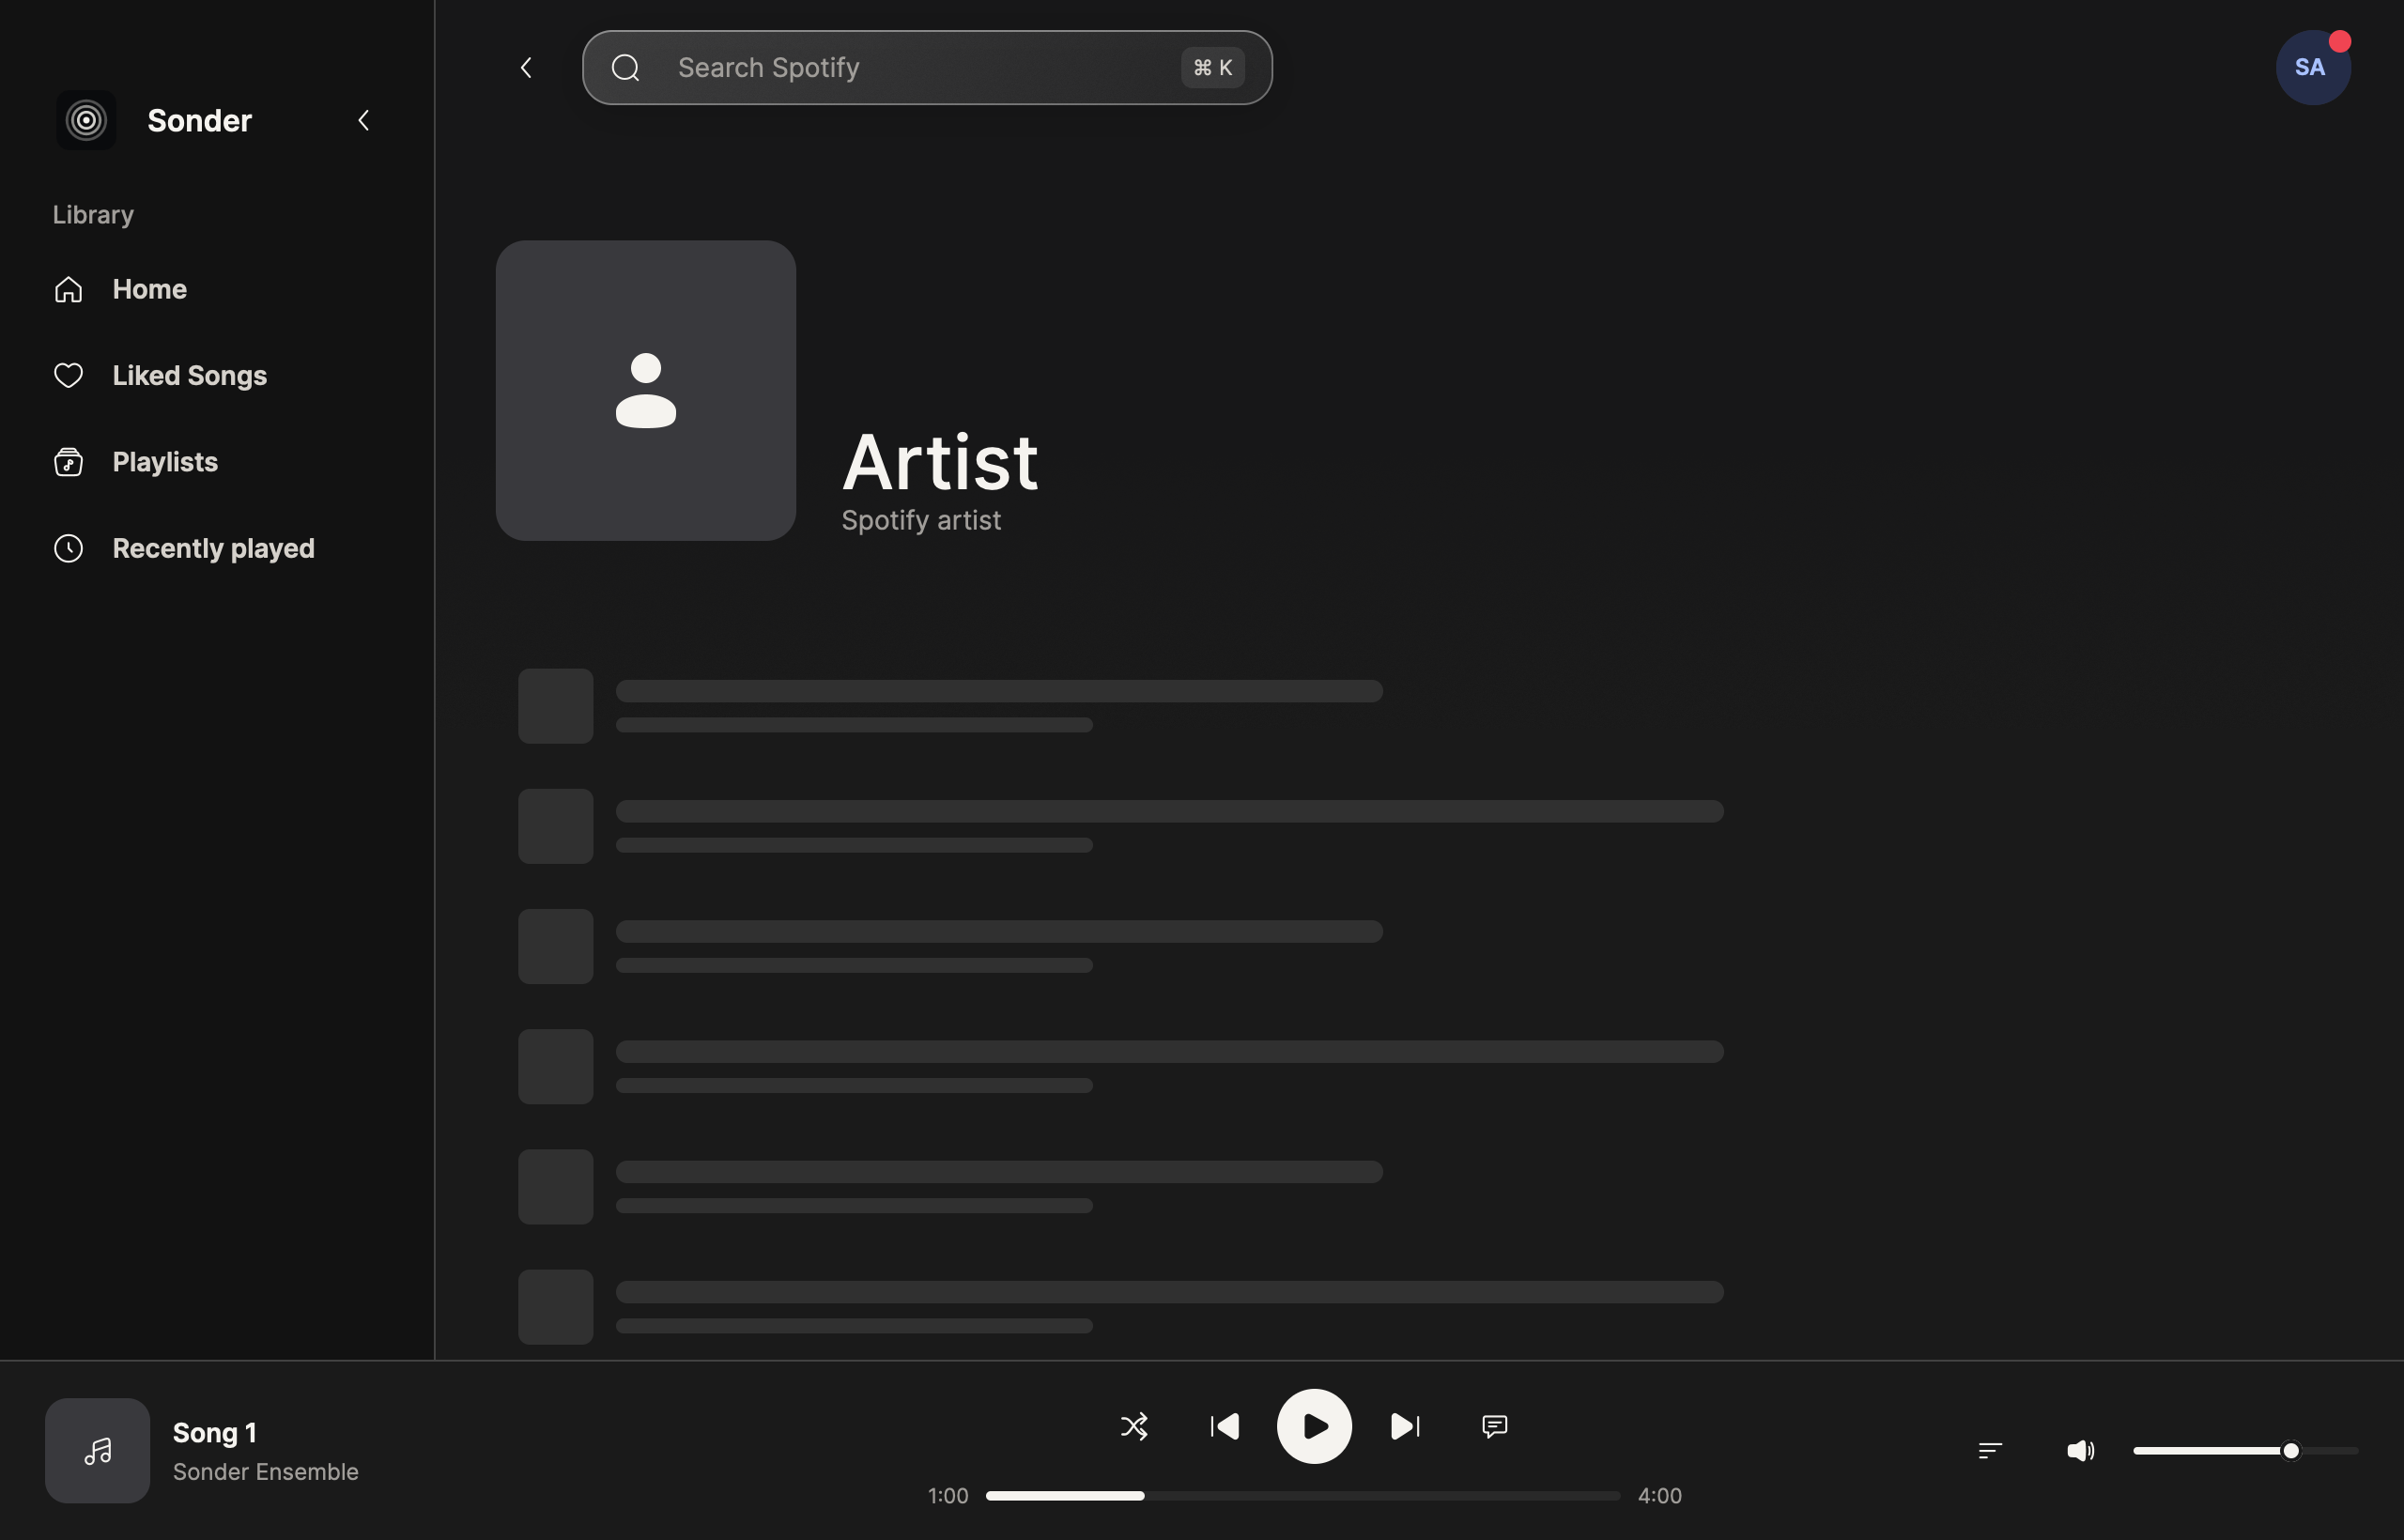 Sonder
Library
Home
Liked Songs
Playlists
Recently played
Search Spotify
⌘ K
SA
Artist
Spotify artist
Song 1
Sonder Ensemble
1:00
4:00